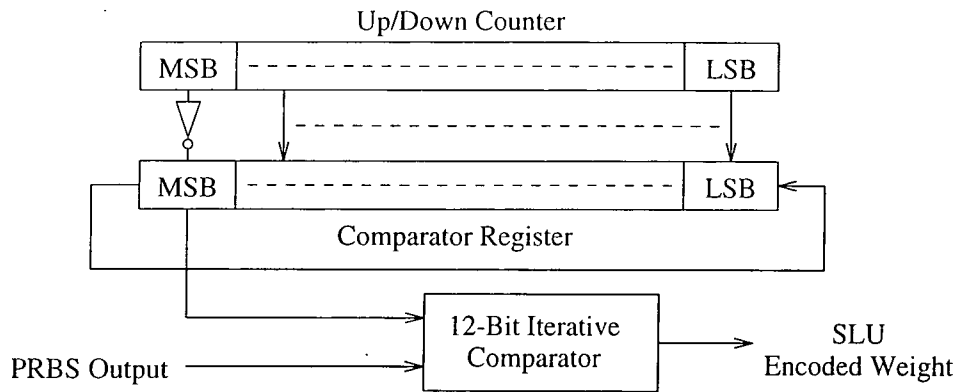 Up/Down Counter
MSB LSB
MSB LSB
Comparator Register
12-Bit Iterative
Comparator
SLU
Encoded Weight
PRBS Output